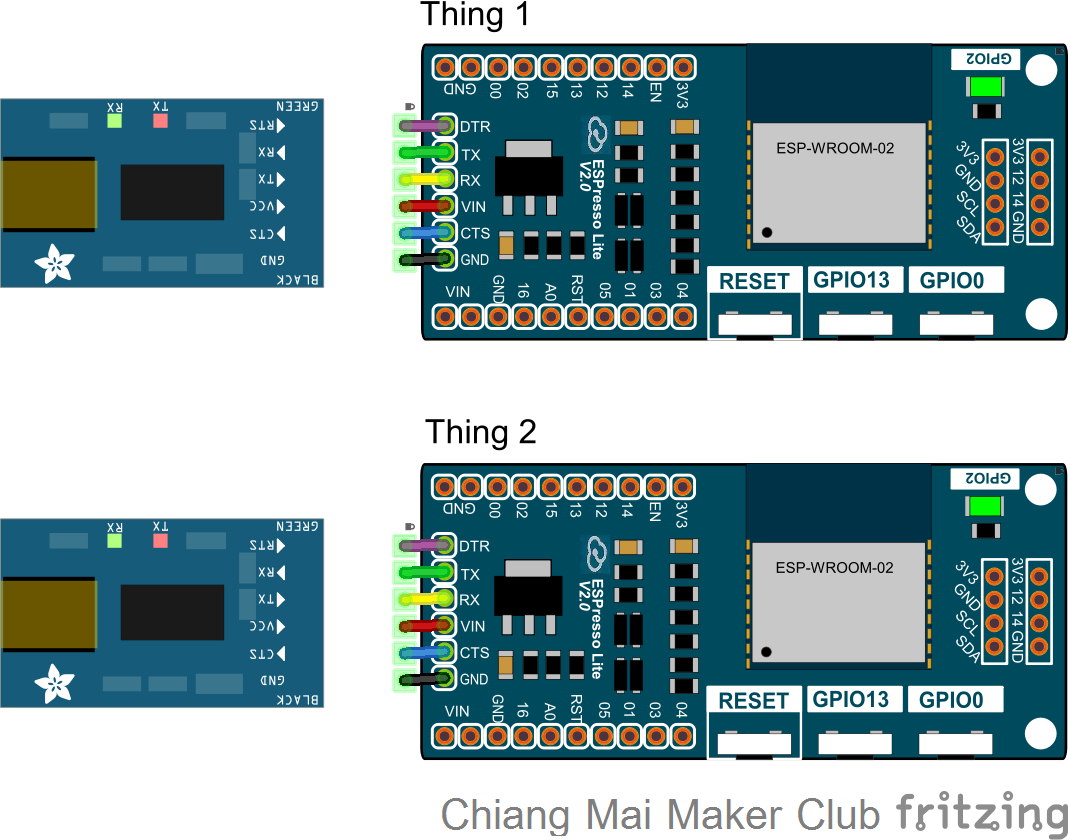 Thing 1
GND 00 02 15 13 12 14 EN 3V3
GPIO2
RX TX GREEN
RTS
RX
TX
VCC
CTS
GND
BLACK
DTR
TX
RX
VIN
CTS
GND
ESPresso Lite
V2.0
ESP-WROOM-02
3V3 GND SCL SDA
3V3 12 14 GND
VIN GND 16 A0 RST 05 01 03 04
RESET GPIO13 GPIO0
Thing 2
GND 00 02 15 13 12 14 EN 3V3
GPIO2
RX TX GREEN
RTS
RX
TX
VCC
CTS
GND
BLACK
DTR
TX
RX
VIN
CTS
GND
ESPresso Lite
V2.0
ESP-WROOM-02
3V3 GND SCL SDA
3V3 12 14 GND
VIN GND 16 A0 RST 05 01 03 04
RESET GPIO13 GPIO0
Chiang Mai Maker Club fritzing